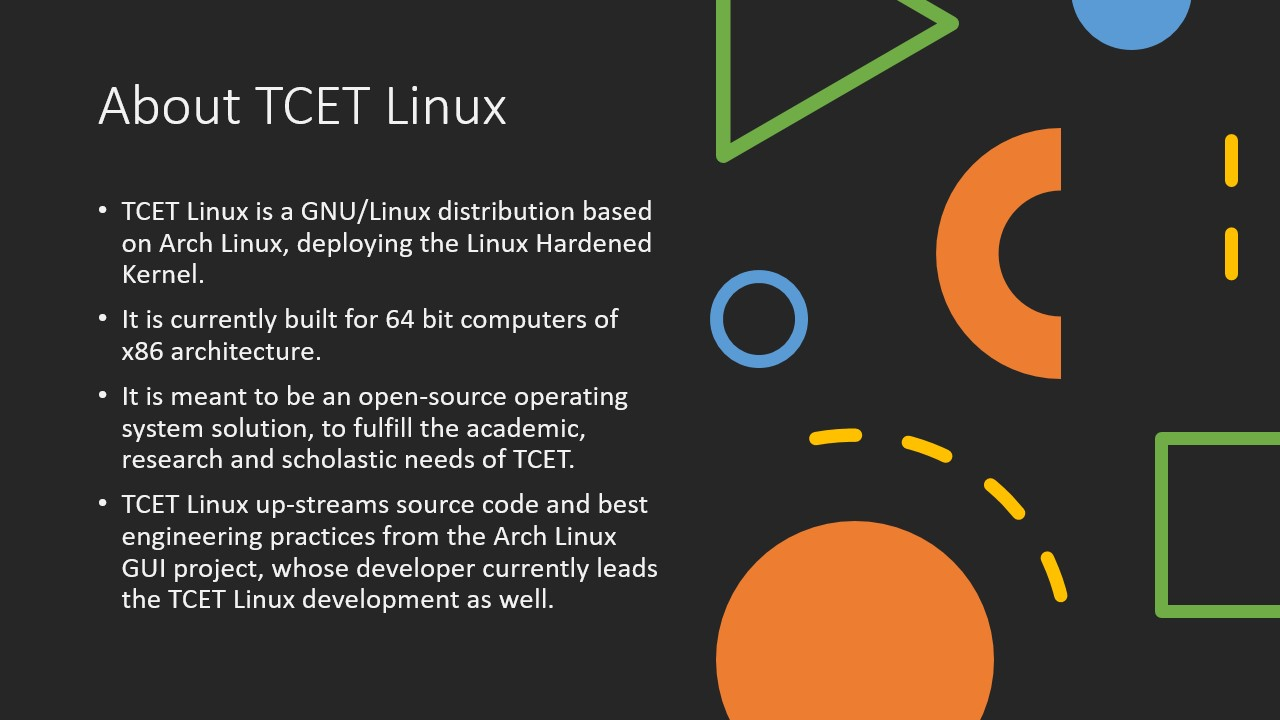 About TCET Linux
• TCET Linux is a GNU/Linux distribution based
on Arch Linux, deploying the Linux Hardened
Kernel.
• It is currently built for 64 bit computers of
x86 architecture.
• It is meant to be an open-source operating
system solution, to fulfill the academic,
research and scholastic needs of TCET.
• TCET Linux up-streams source code and best
engineering practices from the Arch Linux
GUI project, whose developer currently leads
the TCET Linux development as well.